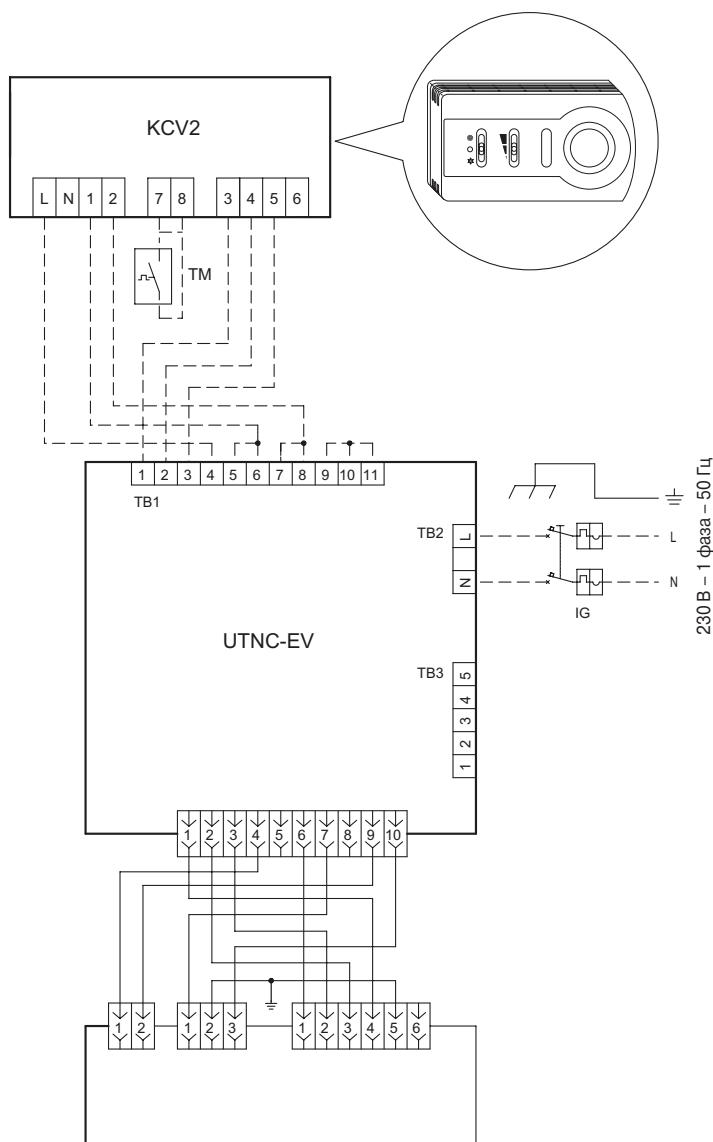 KCV2
L N 1 2 7 8 3 4 5 6
TM
1 2 3 4 5 6 7 8 9 10 11
TB1
TB2
L
N
L
N
IG
230 В – 1 фаза – 50 Гц
UTNC-EV
TB3
5
4
3
2
1
1 2 3 4 5 6 7 8 9 10
1 2 1 2 3 1 2 3 4 5 6